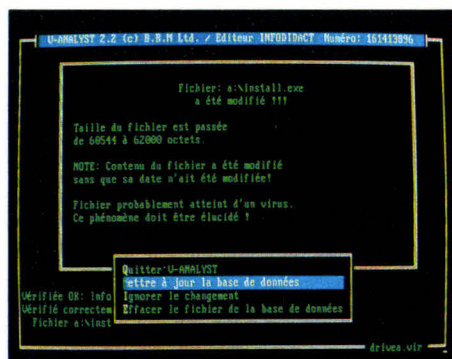 V-ANALYST 2.2 (c) B.R.M Ltd. / Editeur INFODIDACT Numéro: 161413896
Fichier: a:\install.exe
a été modifié !!!
Taille du fichier est passée
de 60544 à 62000 octets.
NOTE: Contenu du fichier a été modifié
sans que sa date n'ait été modifiée!
Fichier probablement atteint d'un virus.
Ce phénomène doit être élucidé !
Quitter V-ANALYST
ettre à jour la base de données
Ignorer le changement
Effacer le fichier de la base de données
Vérifiée OK: Info
Vérifié correctem
Fichier a:\inst
drivea.vir